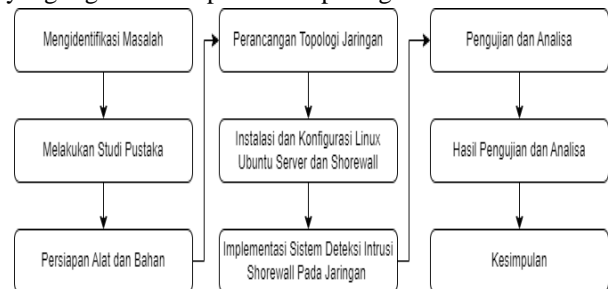 Mengidentifikasi Masalah
Melakukan Studi Pustaka
Persiapan Alat dan Bahan
Perancangan Topologi Jaringan
Instalasi dan Konfigurasi Linux
Ubuntu Server dan Shorewall
Implementasi Sistem Deteksi Intrusi
Shorewall Pada Jaringan
Pengujian dan Analisa
Hasil Pengujian dan Analisa
Kesimpulan